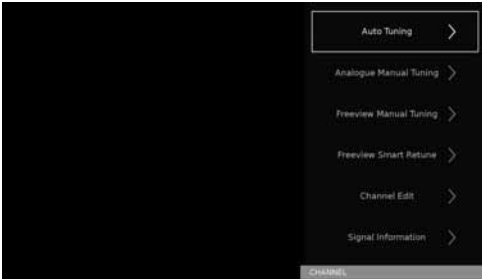 Auto Tuning
Analogue Manual Tuning
Freeview Manual Tuning
Freeview Smart Retune
Channel Edit
Signal Information
CHANNEL